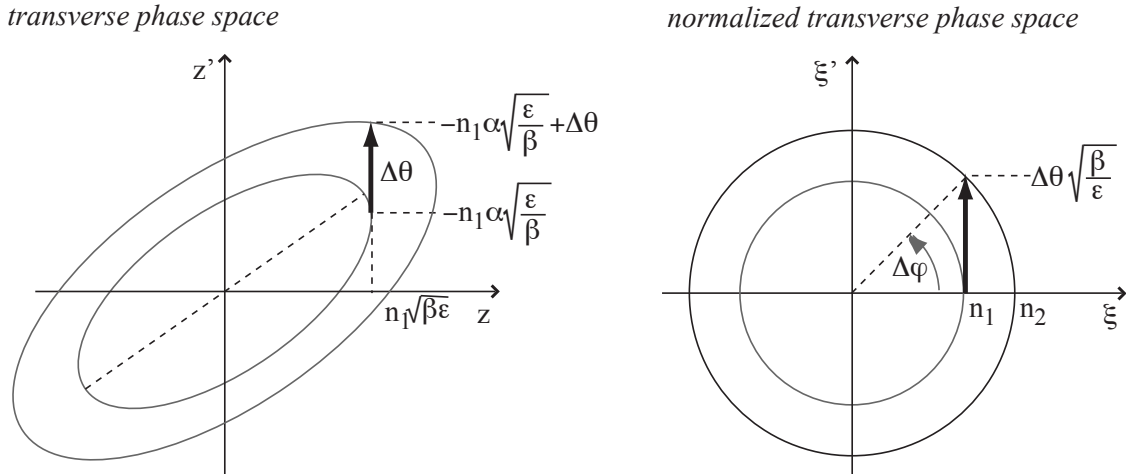 transverse phase space
normalized transverse phase space
z'
−n₁α√(ε/β) +Δθ
Δθ
−n₁α√(ε/β)
n₁√βε
z
ξ'
Δθ√(β/ε)
Δφ
n₁
n₂
ξ